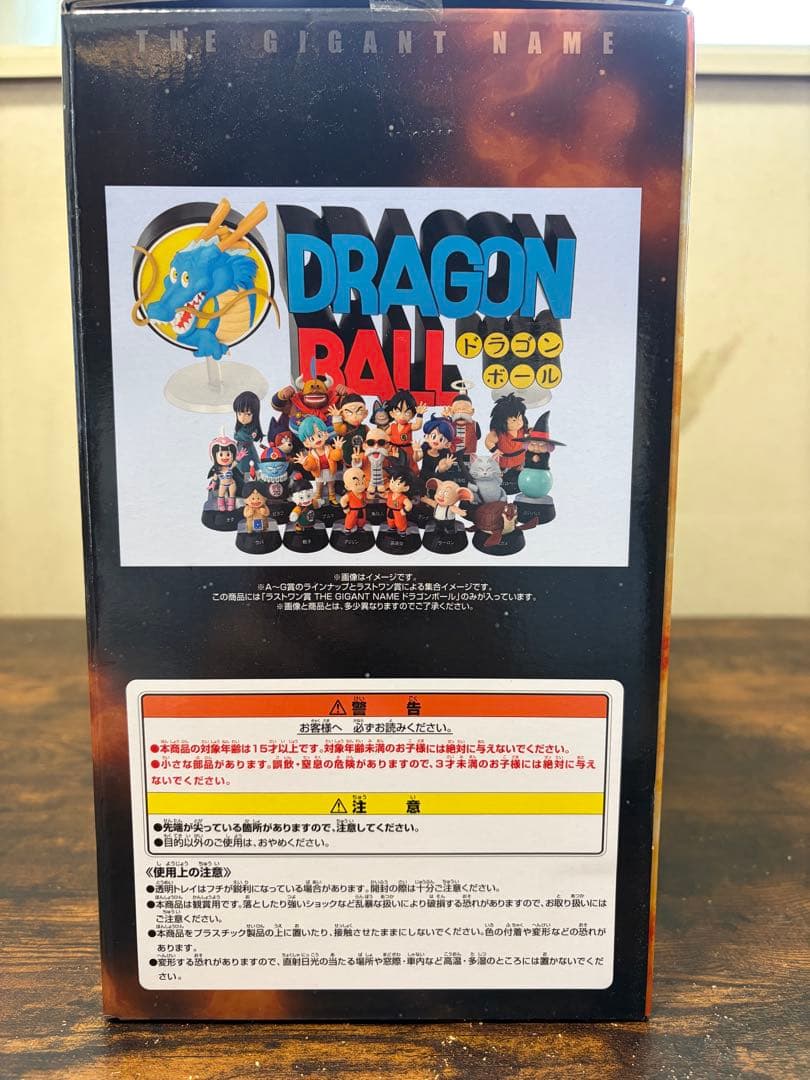 THE GIGANT NAME
DRAGON
BALL
ドラゴン
ボール
チチ
ウパ
餃子
クリリン
孫悟空
ウーロン
※画像はイメージです。
※A～G賞のラインナップとラストワン賞による集合イメージです。
この商品には「ラストワン賞 THE GIGANT NAME ドラゴンボール」のみが入っています。
※画像と商品とは、多少異なりますのでご了承ください。
⚠警告
お客様へ 必ずお読みください。
●本商品の対象年齢は15才以上です。対象年齢未満のお子様には絶対に与えないでください。
●小さな部品があります。誤飲・窒息の危険がありますので、3才未満のお子様には絶対に与え
ないでください。
⚠注意
●先端が尖っている箇所がありますので、注意してください。
●目的以外のご使用は、おやめください。
《使用上の注意》
●透明トレイはフチが鋭利になっている場合があります。開封の際は十分ご注意ください。
●本商品は観賞用です。落としたり強いショックなど乱暴な扱いにより破損する恐れがありますので、お取り扱いには
ご注意ください。
●本商品をプラスチック製品の上に置いたり、接触させたままにしないでください。色の付着や変形などの恐れが
あります。
●変形する恐れがありますので、直射日光の当たる場所や窓際・車内など高温・多湿のところには置かないでくだ
さい。